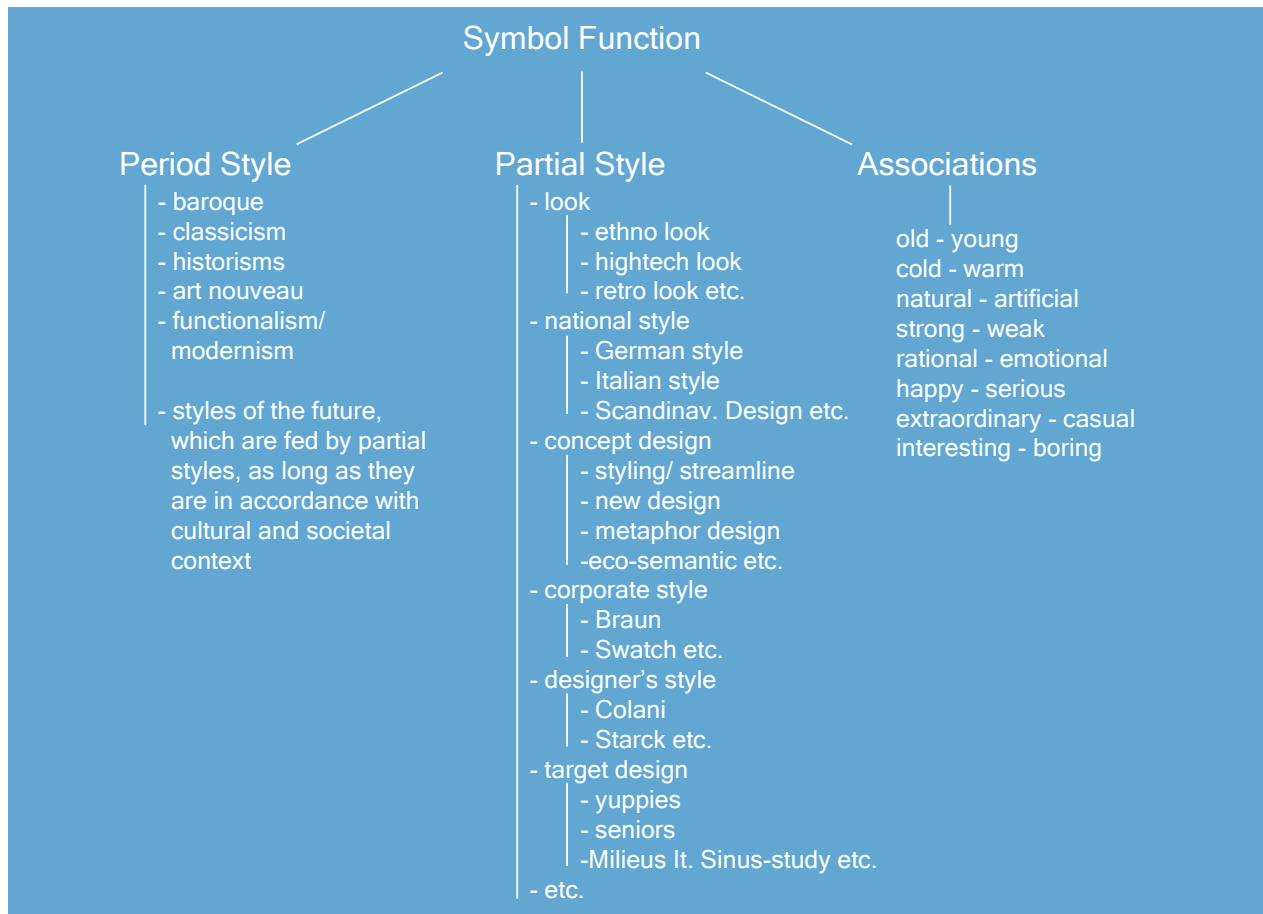 Symbol Function
Period Style
- baroque
- classicism
- historisms
- art nouveau
- functionalism/
modernism
- styles of the future,
which are fed by partial
styles, as long as they
are in accordance with
cultural and societal
context
Partial Style
- look
- ethno look
- hightech look
- retro look etc.
- national style
- German style
- Italian style
- Scandinav. Design etc.
- concept design
- styling/ streamline
- new design
- metaphor design
-eco-semantic etc.
- corporate style
- Braun
- Swatch etc.
- designer’s style
- Colani
- Starck etc.
- target design
- yuppies
- seniors
-Milieus lt. Sinus-study etc.
- etc.
Associations
old - young
cold - warm
natural - artificial
strong - weak
rational - emotional
happy - serious
extraordinary - casual
interesting - boring